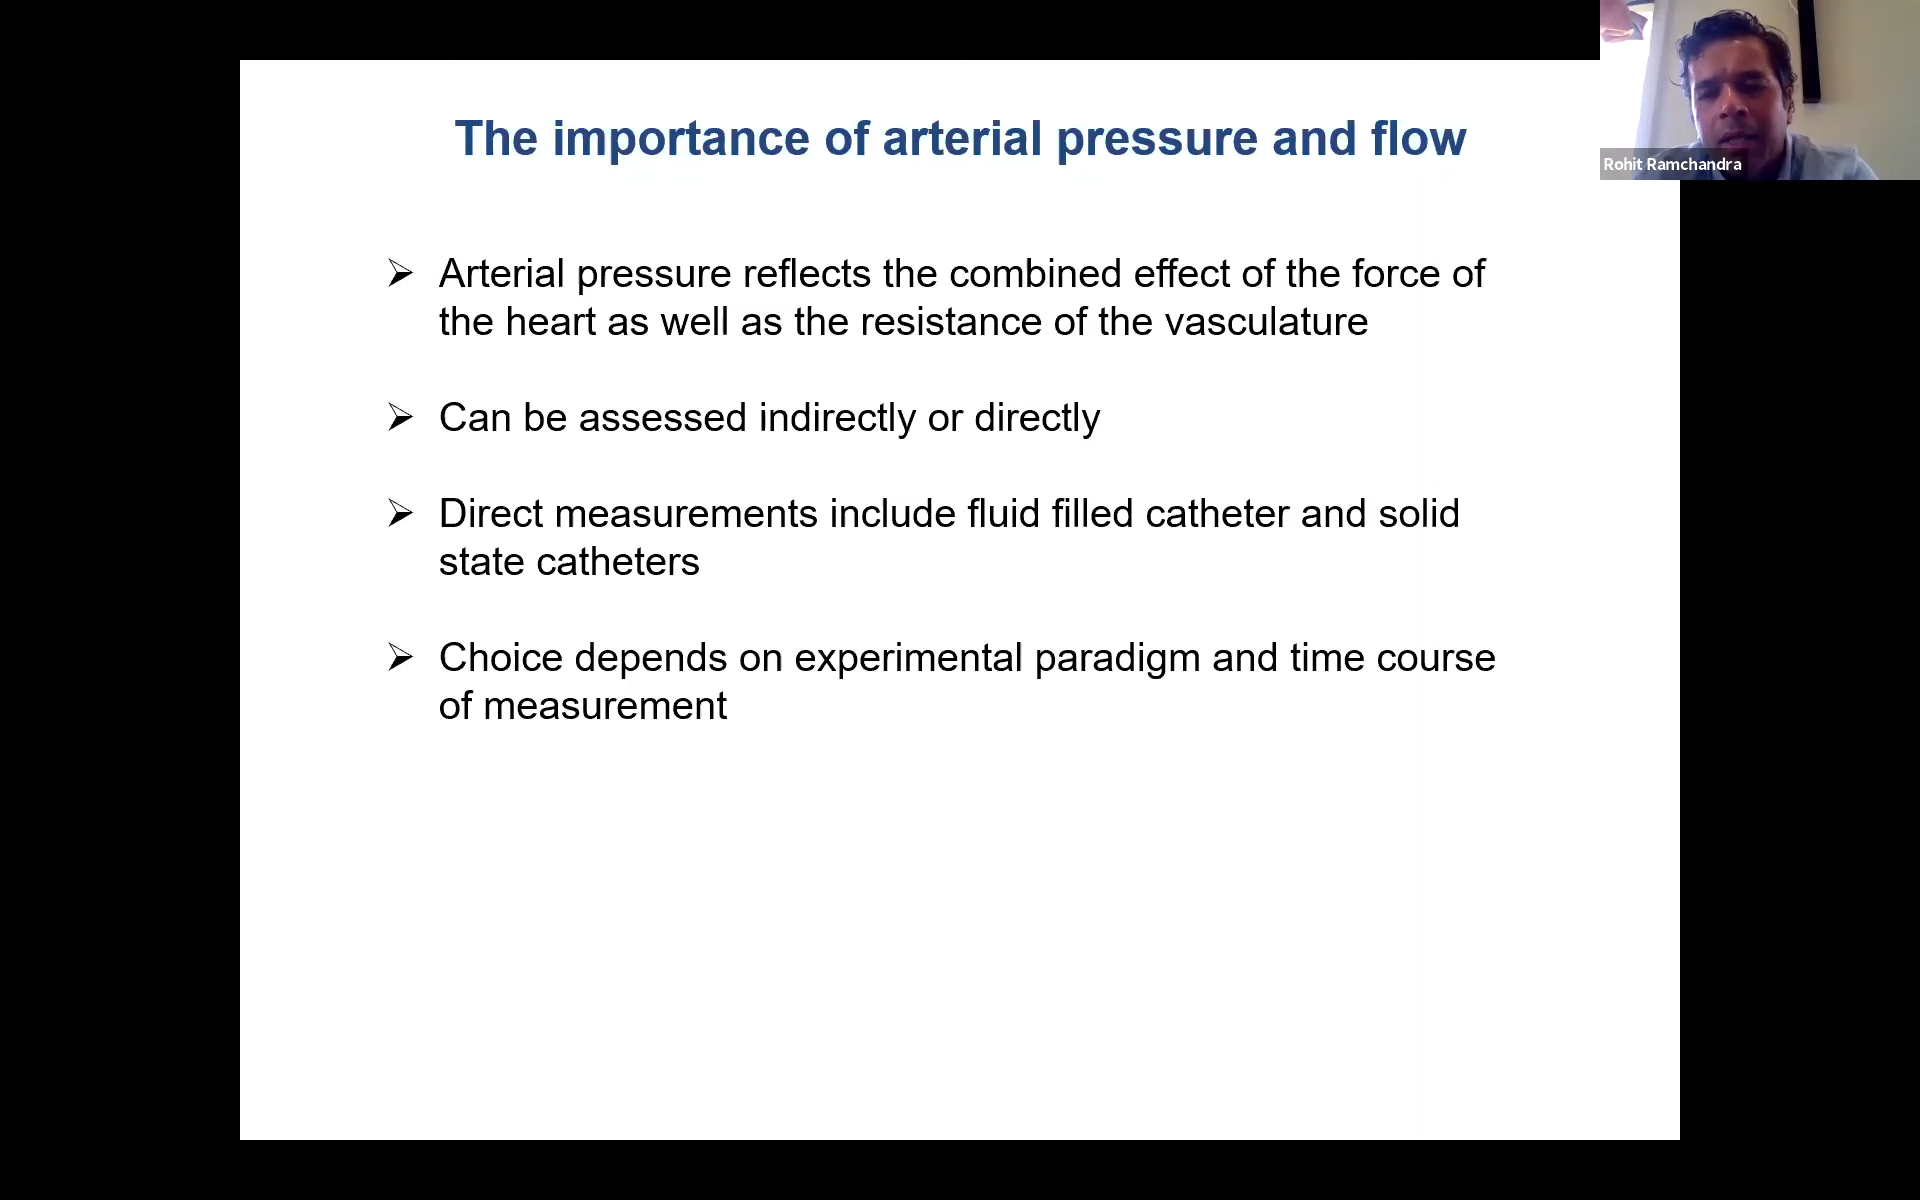 The importance of arterial pressure and flow
Rohit Ramchandra
➢ Arterial pressure reflects the combined effect of the force of
the heart as well as the resistance of the vasculature
➢ Can be assessed indirectly or directly
➢ Direct measurements include fluid filled catheter and solid
state catheters
➢ Choice depends on experimental paradigm and time course
of measurement